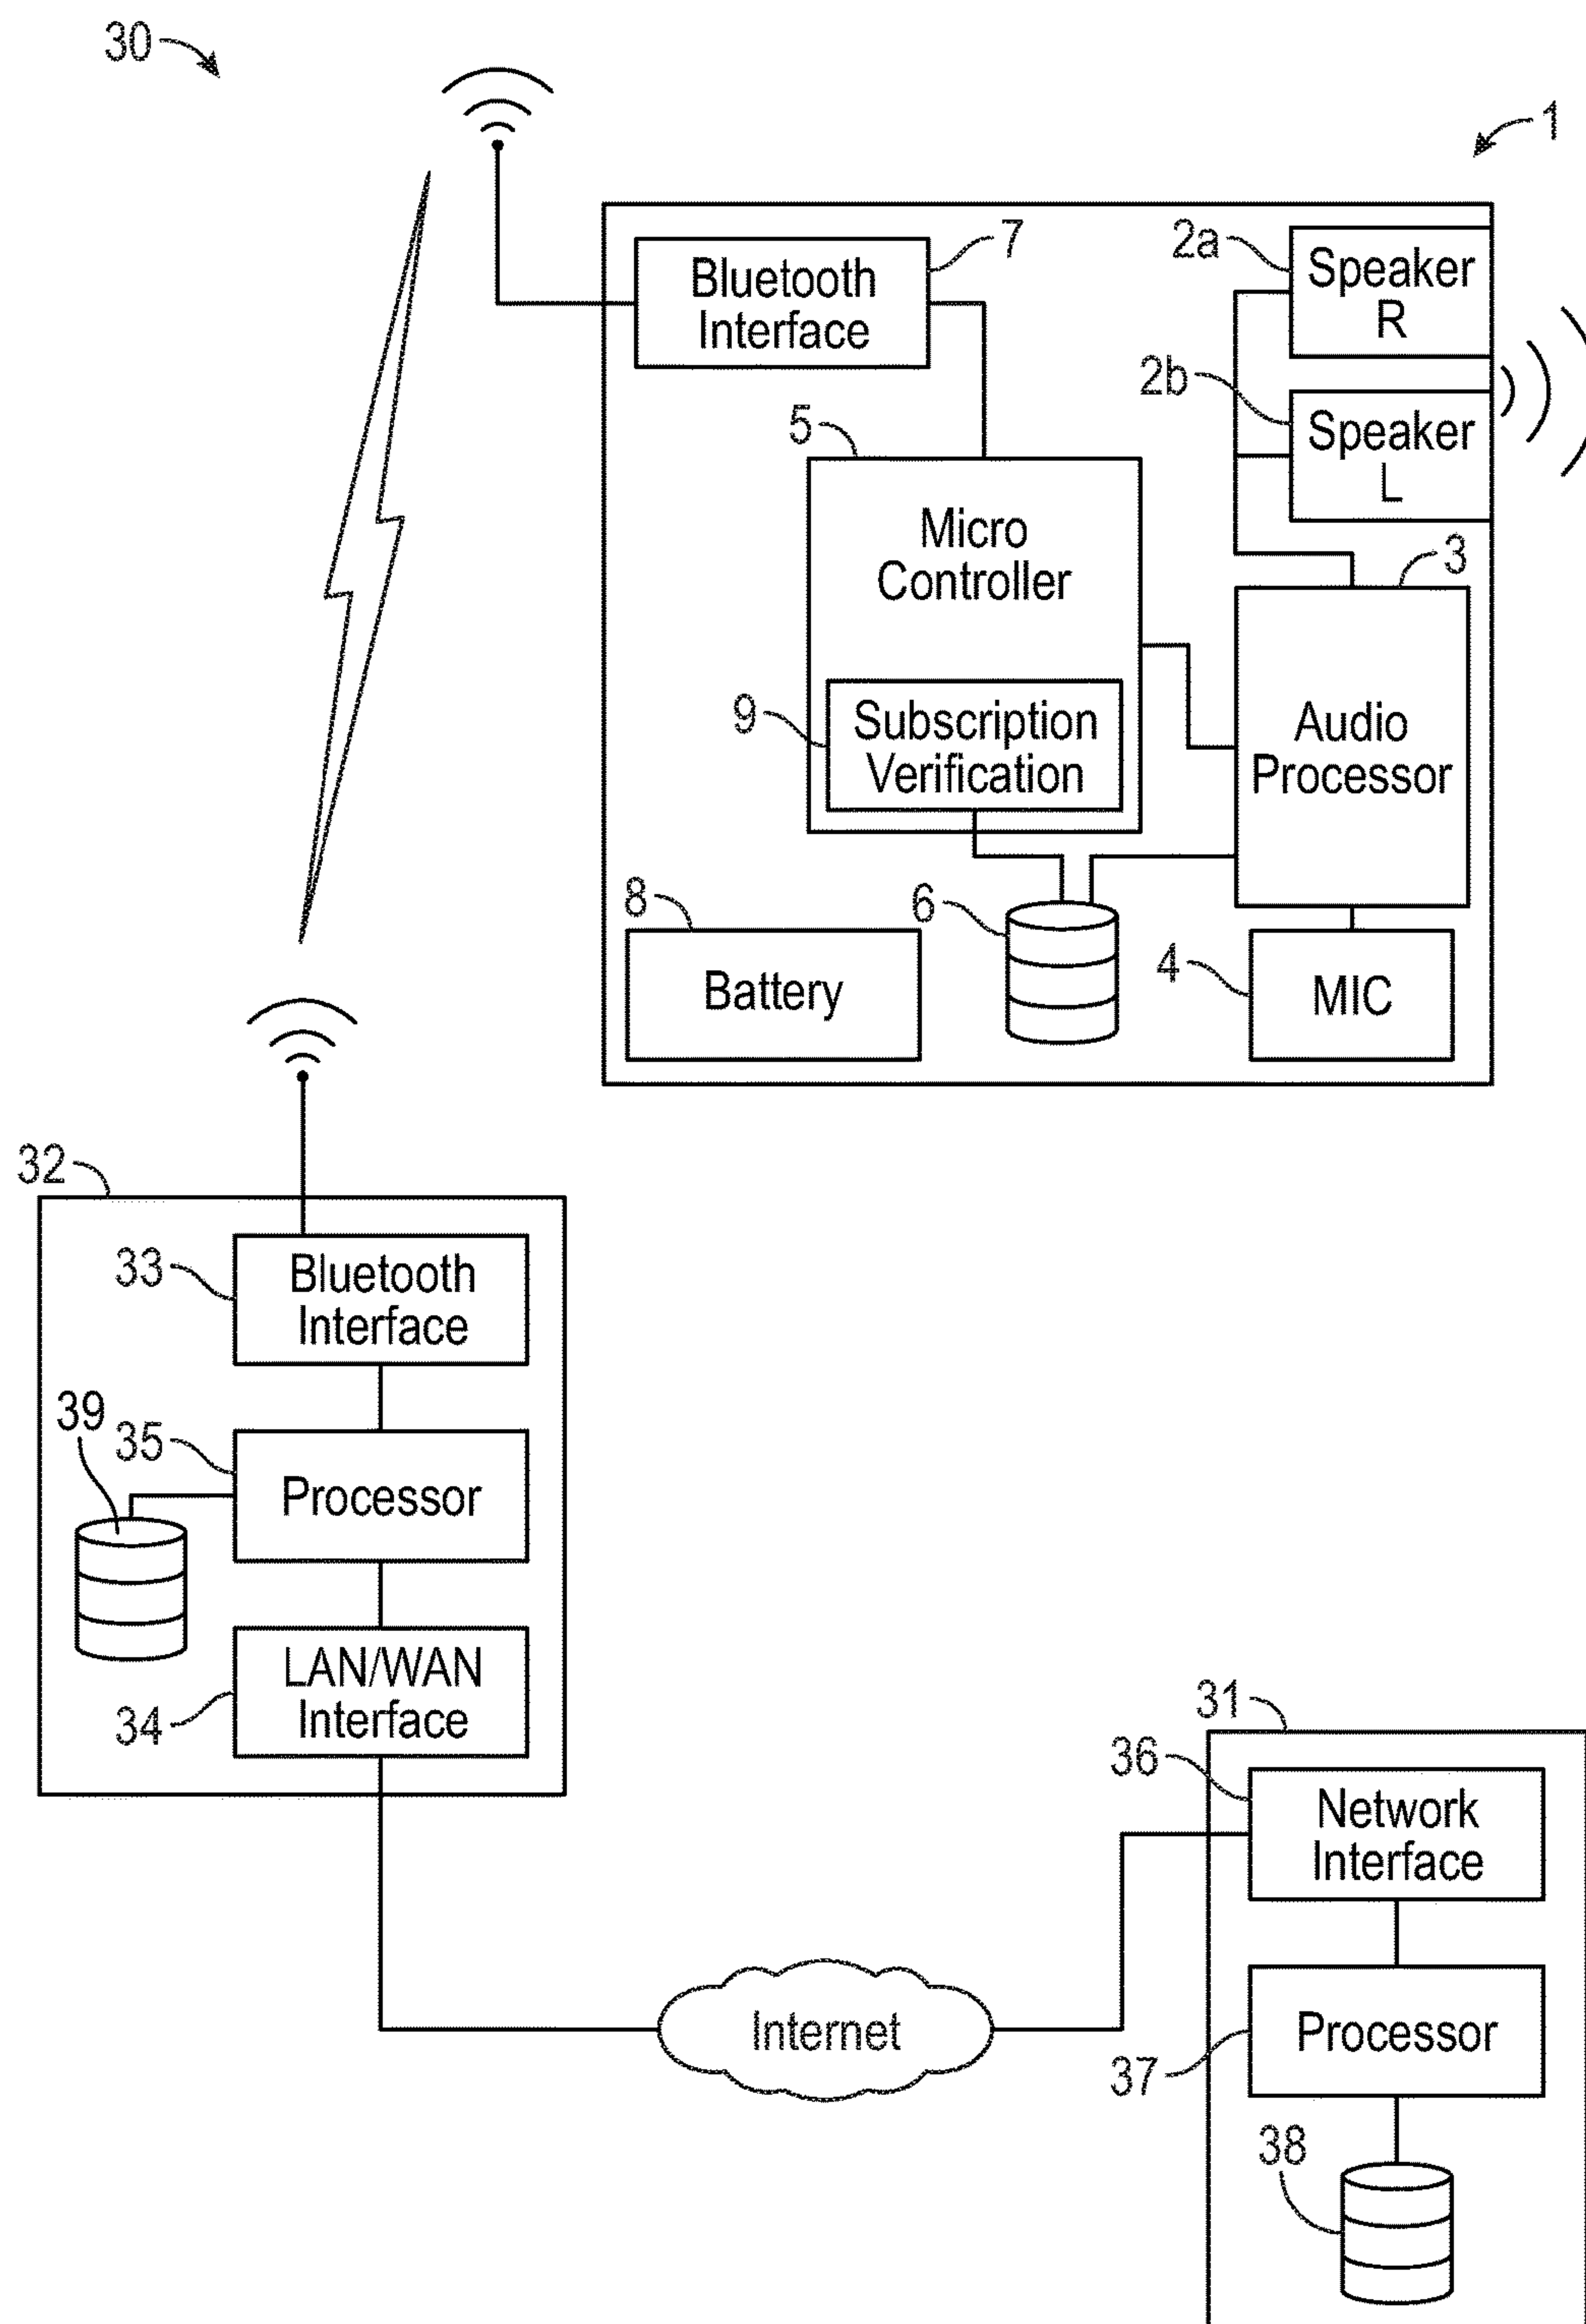 30
1
7
Bluetooth
Interface
2a
Speaker
R
2b
Speaker
L
5
Micro
Controller
3
Audio
Processor
9
Subscription
Verification
8
Battery
6
4
MIC
32
33
Bluetooth
Interface
39
35
Processor
34
LAN/WAN
Interface
31
36
Network
Interface
Internet
37
Processor
38